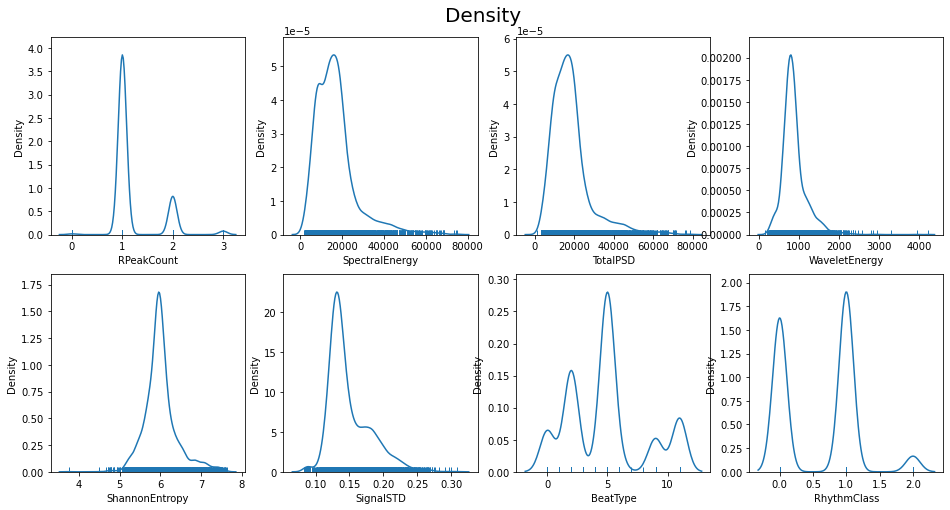 Density
1e−5
1e−5
4.0
3.5
3.0
2.5
2.0
1.5
1.0
0.5
0.0
Density
0 1 2 3
RPeakCount
5
4
3
2
1
0
Density
0 20000 40000 60000 80000
SpectralEnergy
6
5
4
3
2
1
0
Density
0 20000 40000 60000 80000
TotalPSD
0.00200
0.00175
0.00150
0.00125
0.00100
0.00075
0.00050
0.00025
0.00000
Density
0 1000 2000 3000 4000
WaveletEnergy
1.75
1.50
1.25
1.00
0.75
0.50
0.25
0.00
Density
4 5 6 7 8
ShannonEntropy
20
15
10
5
0
Density
0.10 0.15 0.20 0.25 0.30
SignalSTD
0.30
0.25
0.20
0.15
0.10
0.05
0.00
Density
0 5 10
BeatType
2.00
1.75
1.50
1.25
1.00
0.75
0.50
0.25
0.00
Density
0.0 0.5 1.0 1.5 2.0
RhythmClass